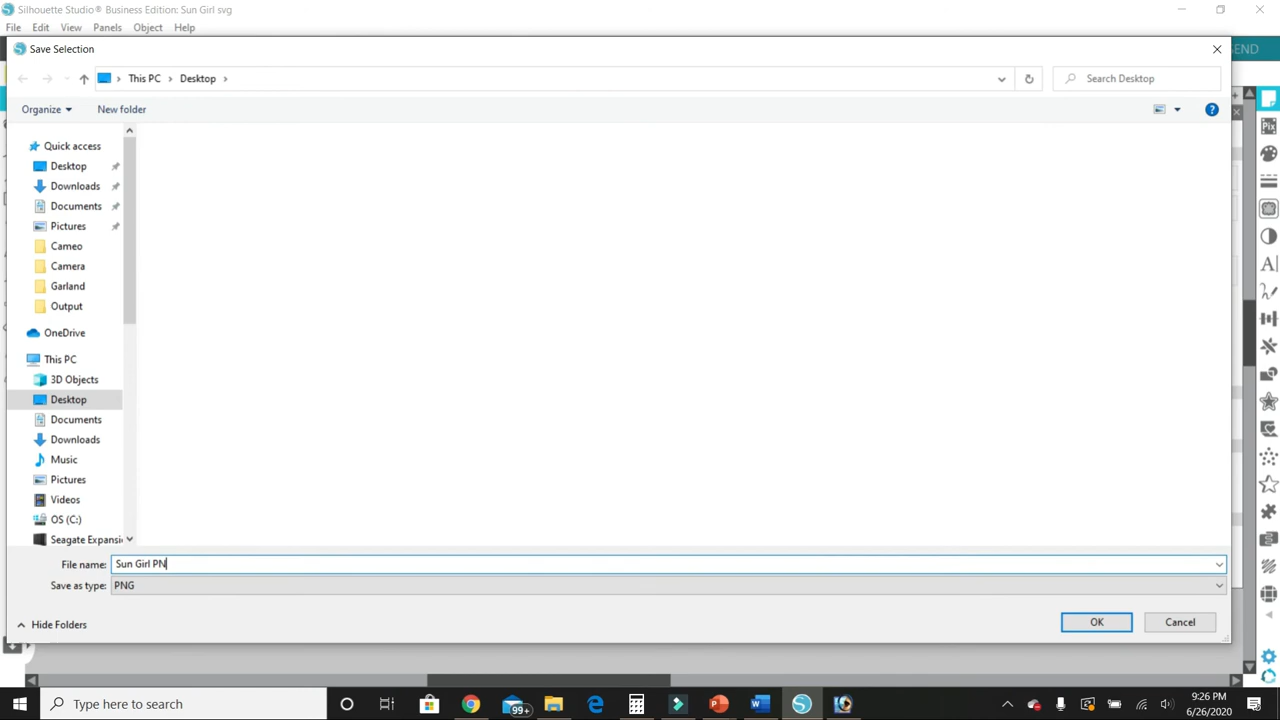 Silhouette Studio® Business Edition: Sun Girl svg
File Edit View Panels Object Help
Save Selection
SEND
This PC Desktop
Search Desktop
Organize New folder
Quick access
Desktop
Downloads
Documents
Pictures
Cameo
Camera
Garland
Output
OneDrive
This PC
3D Objects
Desktop
Documents
Downloads
Music
Pictures
Videos
OS (C:)
Seagate Expansi
File name: Sun Girl PN
Save as type: PNG
Hide Folders
OK Cancel
Type here to search
99+
9:26 PM
6/26/2020